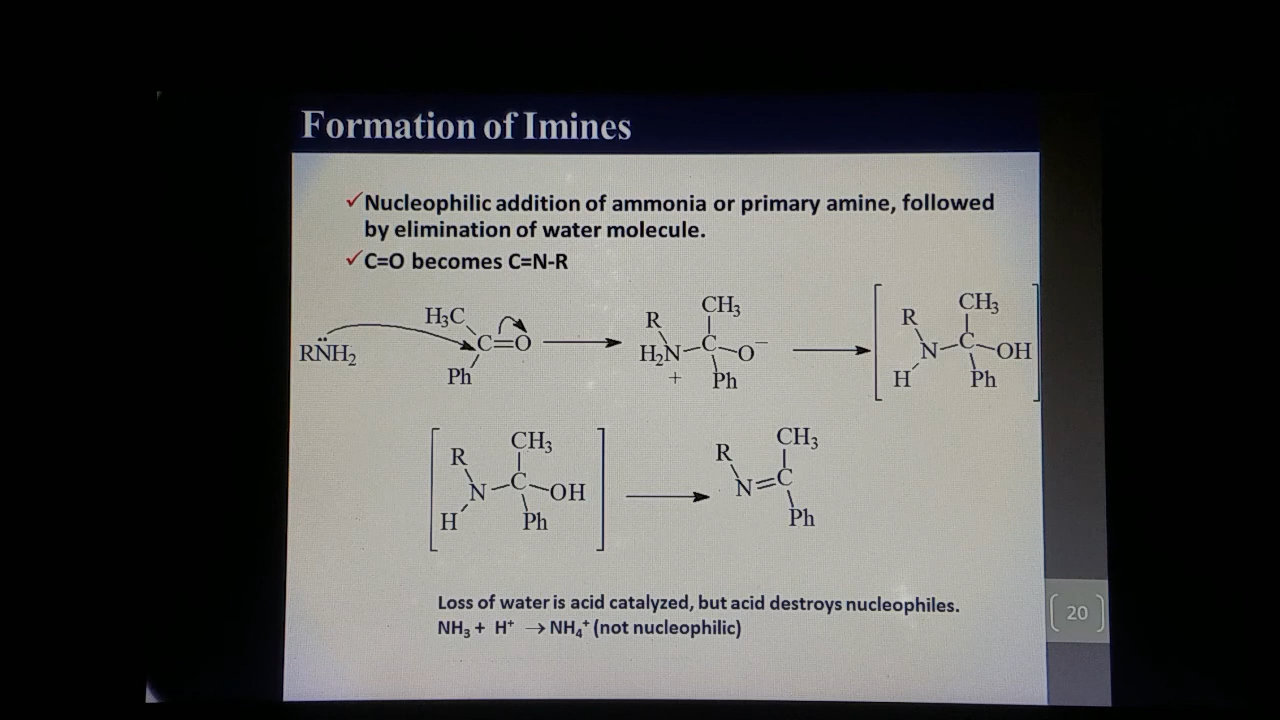 Formation of Imines
✓Nucleophilic addition of ammonia or primary amine, followed
by elimination of water molecule.
✓C=O becomes C=N-R
RN̈H₂
H₃C
C=O
Ph
R
CH₃
H₂N-C-O⁻
+
Ph
R
CH₃
N-C-OH
H
Ph
R
CH₃
N-C-OH
H
Ph
R
CH₃
N=C
Ph
Loss of water is acid catalyzed, but acid destroys nucleophiles.
NH₃ + H⁺ → NH₄⁺ (not nucleophilic)
20